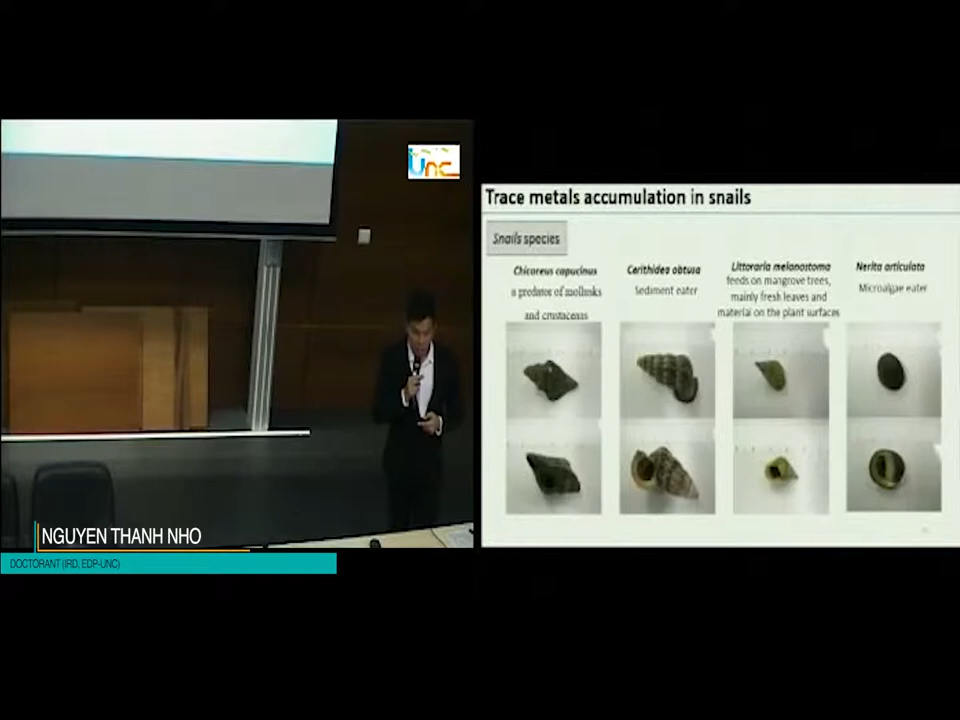 Unc
NGUYEN THANH NHO
DOCTORANT (IRD, EDP-UNC)
Trace metals accumulation in snails
Snails species
Chicoreus capucinus
a predator of mollusks
and crustaceans
Cerithidea obtusa
Sediment eater
Littoraria melanostoma
feeds on mangrove trees,
mainly fresh leaves and
material on the plant surfaces
Nerita articulata
Microalgae eater